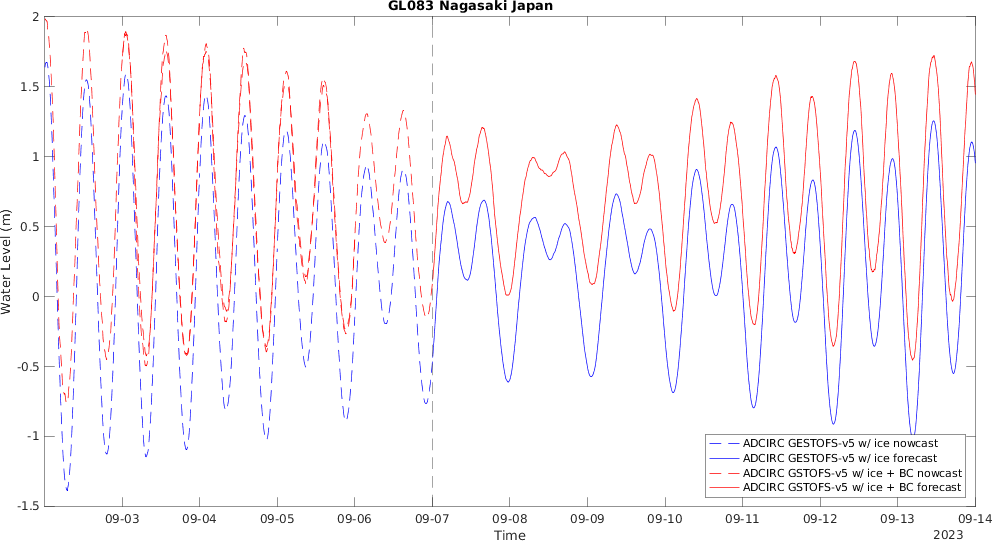 GL083 Nagasaki Japan
2
1.5
1
0.5
0
-0.5
-1
-1.5
Water Level (m)
ADCIRC GESTOFS-v5 w/ ice nowcast
ADCIRC GESTOFS-v5 w/ ice forecast
ADCIRC GSTOFS-v5 w/ ice + BC nowcast
ADCIRC GSTOFS-v5 w/ ice + BC forecast
09-03 09-04 09-05 09-06 09-07 09-08 09-09 09-10 09-11 09-12 09-13 09-14
Time
2023